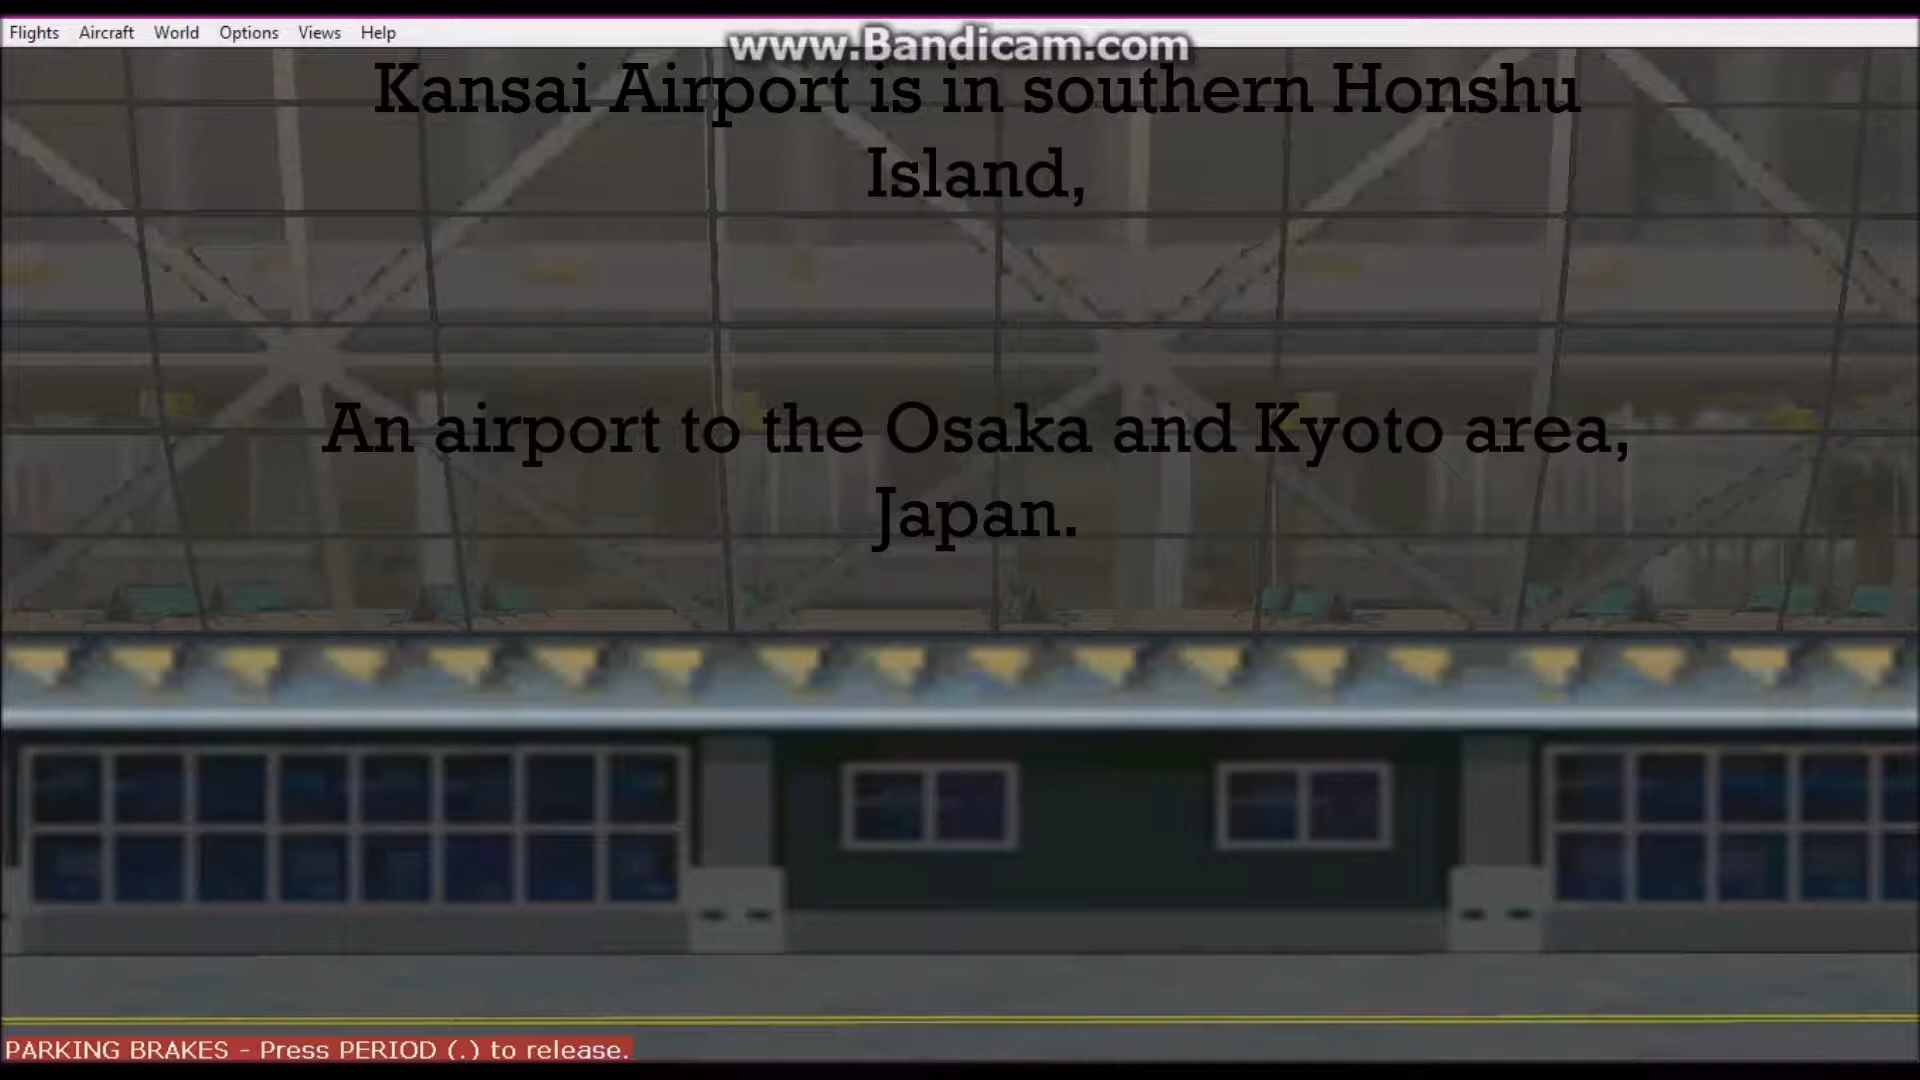 Flights Aircraft World Options Views Help
www.Bandicam.com
Kansai Airport is in southern Honshu
Island,
An airport to the Osaka and Kyoto area,
Japan.
PARKING BRAKES - Press PERIOD (.) to release.